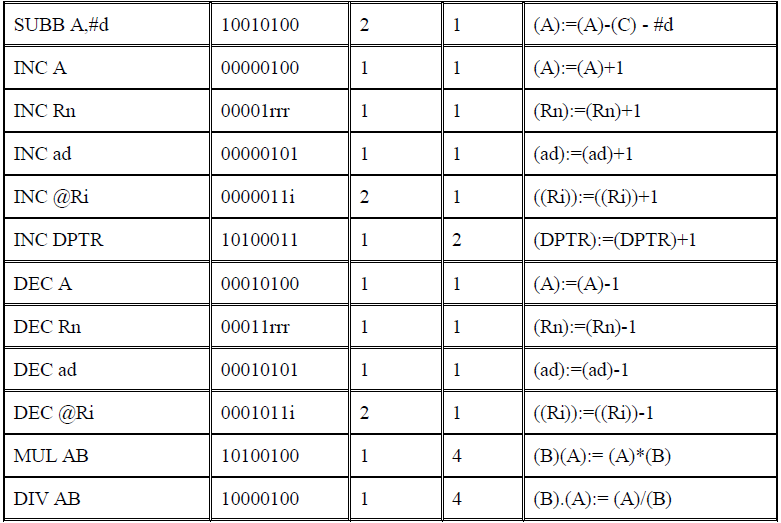 SUBB A,#d 10010100 2 1 (A):=(A)-(C) - #d
INC A 00000100 1 1 (A):=(A)+1
INC Rn 00001rrr 1 1 (Rn):=(Rn)+1
INC ad 00000101 1 1 (ad):=(ad)+1
INC @Ri 0000011i 2 1 ((Ri)):=((Ri))+1
INC DPTR 10100011 1 2 (DPTR):=(DPTR)+1
DEC A 00010100 1 1 (A):=(A)-1
DEC Rn 00011rrr 1 1 (Rn):=(Rn)-1
DEC ad 00010101 1 1 (ad):=(ad)-1
DEC @Ri 0001011i 2 1 ((Ri)):=((Ri))-1
MUL AB 10100100 1 4 (B)(A):= (A)*(B)
DIV AB 10000100 1 4 (B).(A):= (A)/(B)